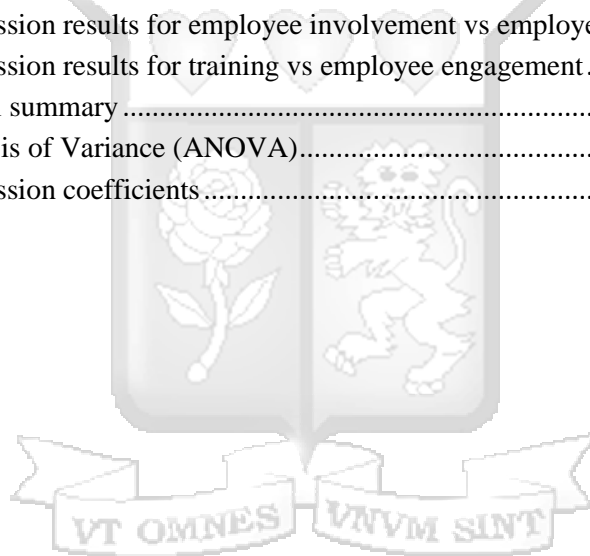 ssion results for employee involvement vs employe
ssion results for training vs employee engagement .
l summary ..........................................................................
is of Variance (ANOVA)..............................................
ssion coefficients ............................................................
VT OMNES VNVM SINT